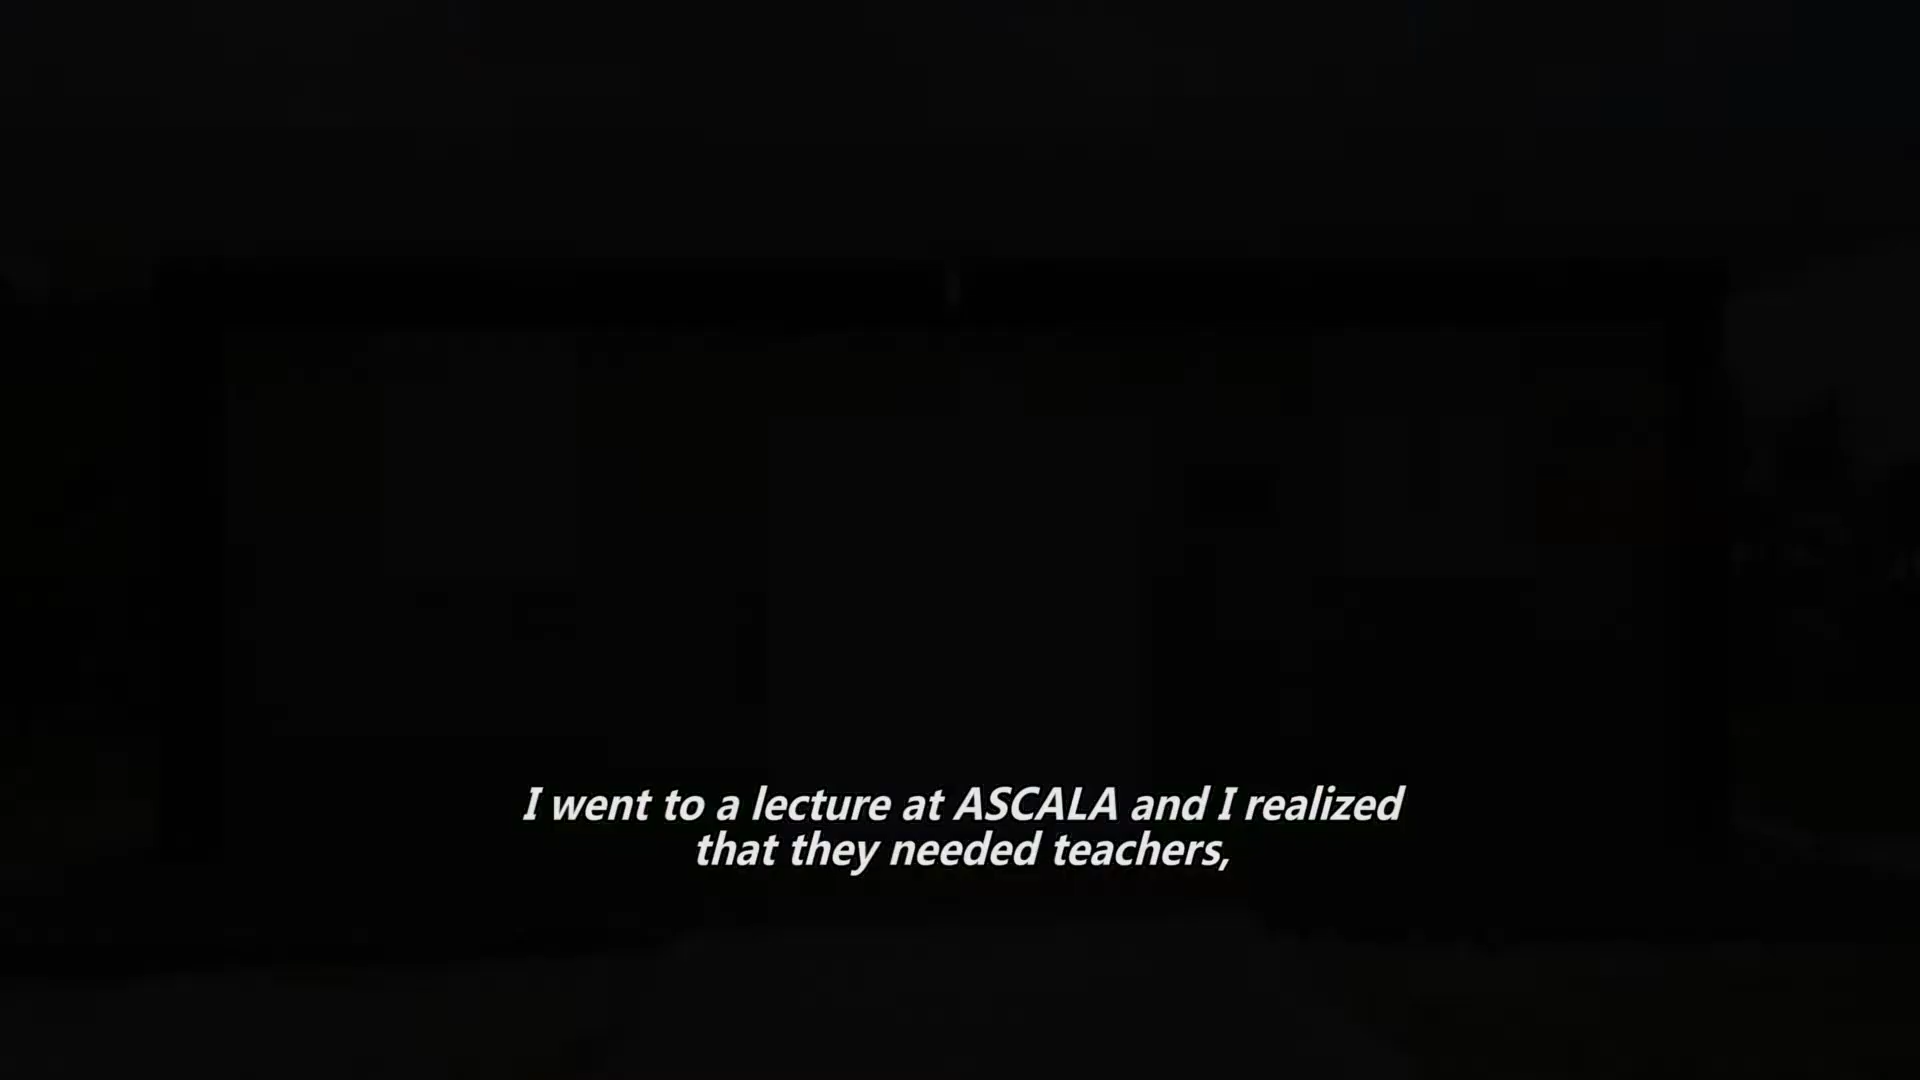 I went to a lecture at ASCALA and I realized
that they needed teachers,